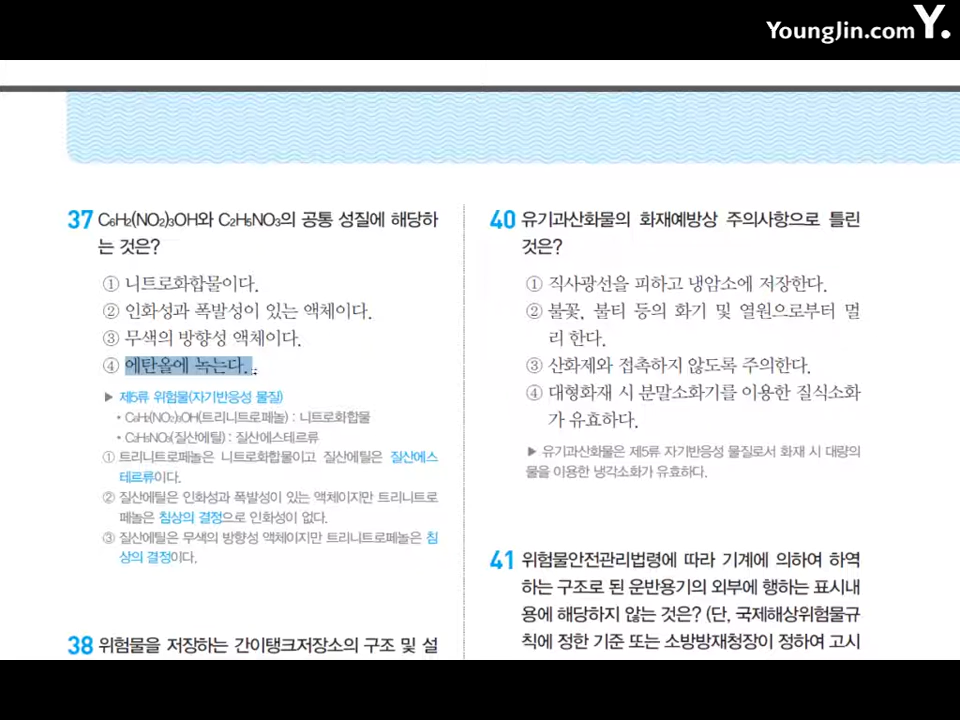 YoungJin.com Y.
37 C₆H₂(NO₂)₃OH와 C₂H₅NO₃의 공통 성질에 해당하
는 것은?
① 니트로화합물이다.
② 인화성과 폭발성이 있는 액체이다.
③ 무색의 방향성 액체이다.
④ 에탄올에 녹는다.
▶ 제5류 위험물(자기반응성 물질)
• C₆H₂(NO₂)₃OH(트리니트로페놀) : 니트로화합물
• C₂H₅NO₃(질산에틸) : 질산에스테르류
① 트리니트로페놀은 니트로화합물이고 질산에틸은 질산에스
테르류이다.
② 질산에틸은 인화성과 폭발성이 있는 액체이지만 트리니트로
페놀은 침상의 결정으로 인화성이 없다.
③ 질산에틸은 무색의 방향성 액체이지만 트리니트로페놀은 침
상의 결정이다.
38 위험물을 저장하는 간이탱크저장소의 구조 및 설
40 유기과산화물의 화재예방상 주의사항으로 틀린
것은?
① 직사광선을 피하고 냉암소에 저장한다.
② 불꽃, 불티 등의 화기 및 열원으로부터 멀
리 한다.
③ 산화제와 접촉하지 않도록 주의한다.
④ 대형화재 시 분말소화기를 이용한 질식소화
가 유효하다.
▶ 유기과산화물은 제5류 자기반응성 물질로서 화재 시 대량의
물을 이용한 냉각소화가 유효하다.
41 위험물안전관리법령에 따라 기계에 의하여 하역
하는 구조로 된 운반용기의 외부에 행하는 표시내
용에 해당하지 않는 것은? (단, 국제해상위험물규
칙에 정한 기준 또는 소방방재청장이 정하여 고시